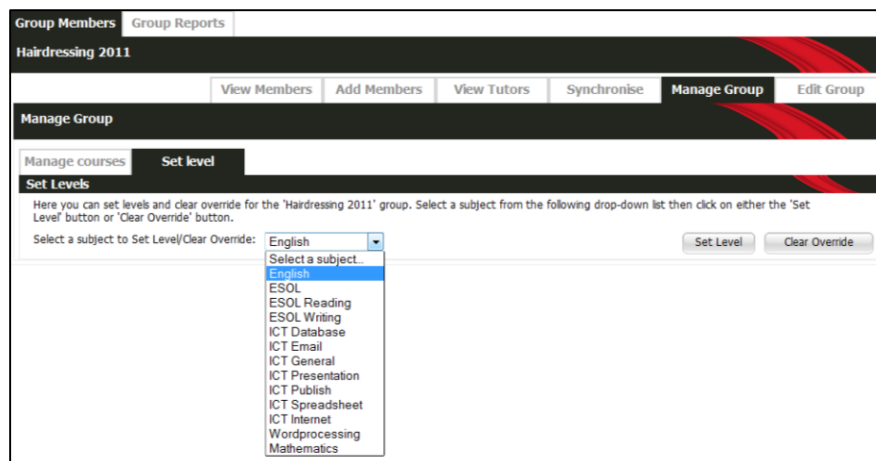 Group Members Group Reports
Hairdressing 2011
View Members Add Members View Tutors Synchronise Manage Group Edit Group
Manage Group
Manage courses Set level
Set Levels
Here you can set levels and clear override for the 'Hairdressing 2011' group. Select a subject from the following drop-down list then click on either the 'Set
Level' button or 'Clear Override' button.
Select a subject to Set Level/Clear Override: English Set Level Clear Override
Select a subject..
English
ESOL
ESOL Reading
ESOL Writing
ICT Database
ICT Email
ICT General
ICT Presentation
ICT Publish
ICT Spreadsheet
ICT Internet
Wordprocessing
Mathematics